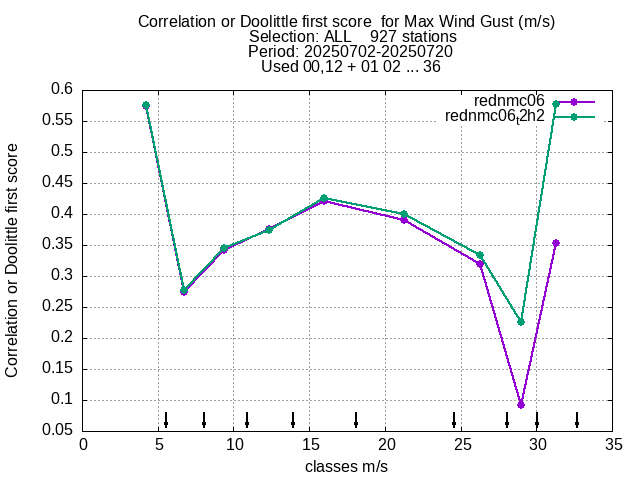 Correlation or Doolittle first score  for Max Wind Gust (m/s)
Selection: ALL    927 stations
Period: 20250702-20250720
Used 00,12 + 01 02 ... 36
rednmc06
rednmc06,t2h2
0.6
0.55
0.5
0.45
0.4
0.35
0.3
0.25
0.2
0.15
0.1
0.05
Correlation or Doolittle first score
0 5 10 15 20 25 30 35
classes m/s